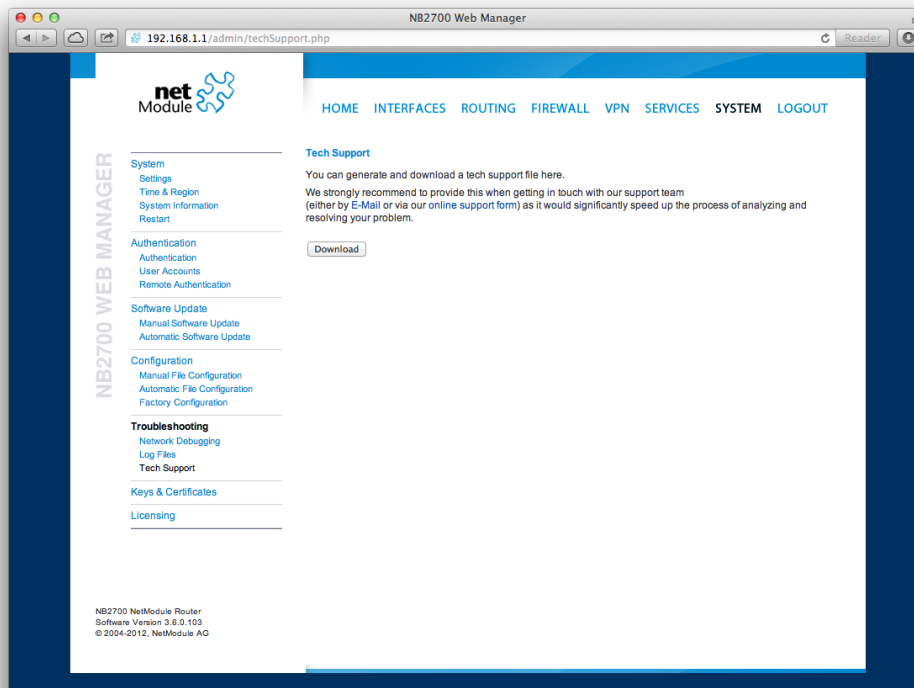 NB2700 Web Manager
192.168.1.1/admin/techSupport.php
Reader
net
Module
HOME INTERFACES ROUTING FIREWALL VPN SERVICES SYSTEM LOGOUT
NB2700 WEB MANAGER
System
Settings
Time & Region
System Information
Restart
Authentication
Authentication
User Accounts
Remote Authentication
Software Update
Manual Software Update
Automatic Software Update
Configuration
Manual File Configuration
Automatic File Configuration
Factory Configuration
Troubleshooting
Network Debugging
Log Files
Tech Support
Keys & Certificates
Licensing
Tech Support
You can generate and download a tech support file here.
We strongly recommend to provide this when getting in touch with our support team
(either by E-Mail or via our online support form) as it would significantly speed up the process of analyzing and
resolving your problem.
Download
NB2700 NetModule Router
Software Version 3.6.0.103
© 2004-2012, NetModule AG